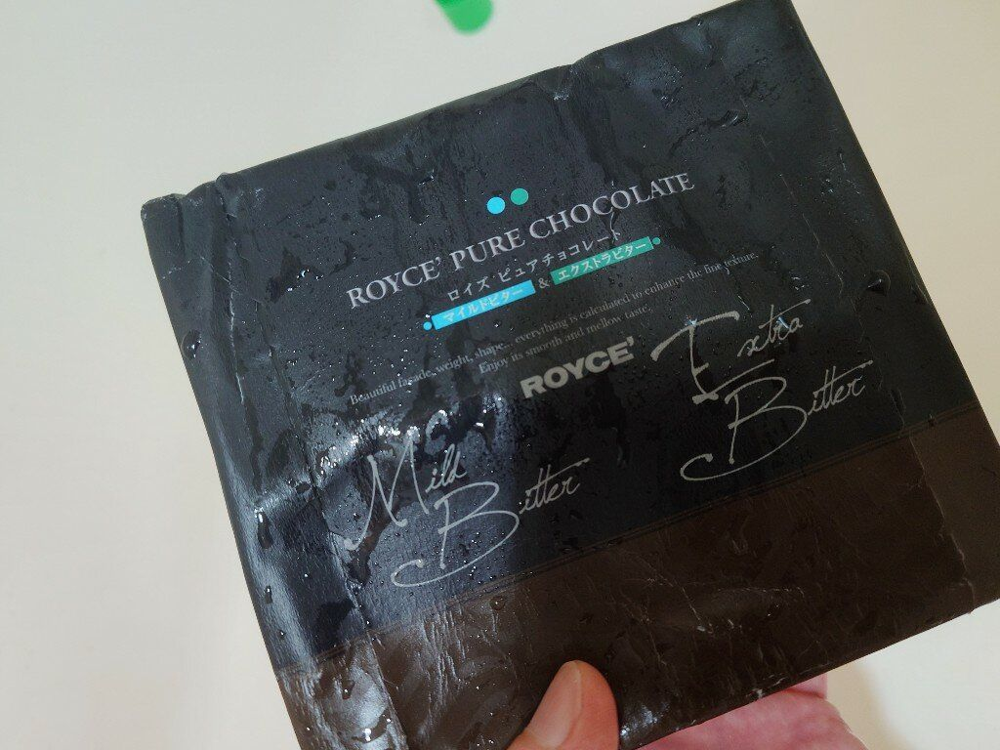 ROYCE' PURE CHOCOLATE
ロイズ・ピュアチョコレート
マイルドビター & エクストラビター
Beautiful facade, weight, shape... everything is calculated to enhance the fine texture.
Enjoy its smooth and mellow taste.
ROYCE'
Extra
Bitter
Mild
Bitter